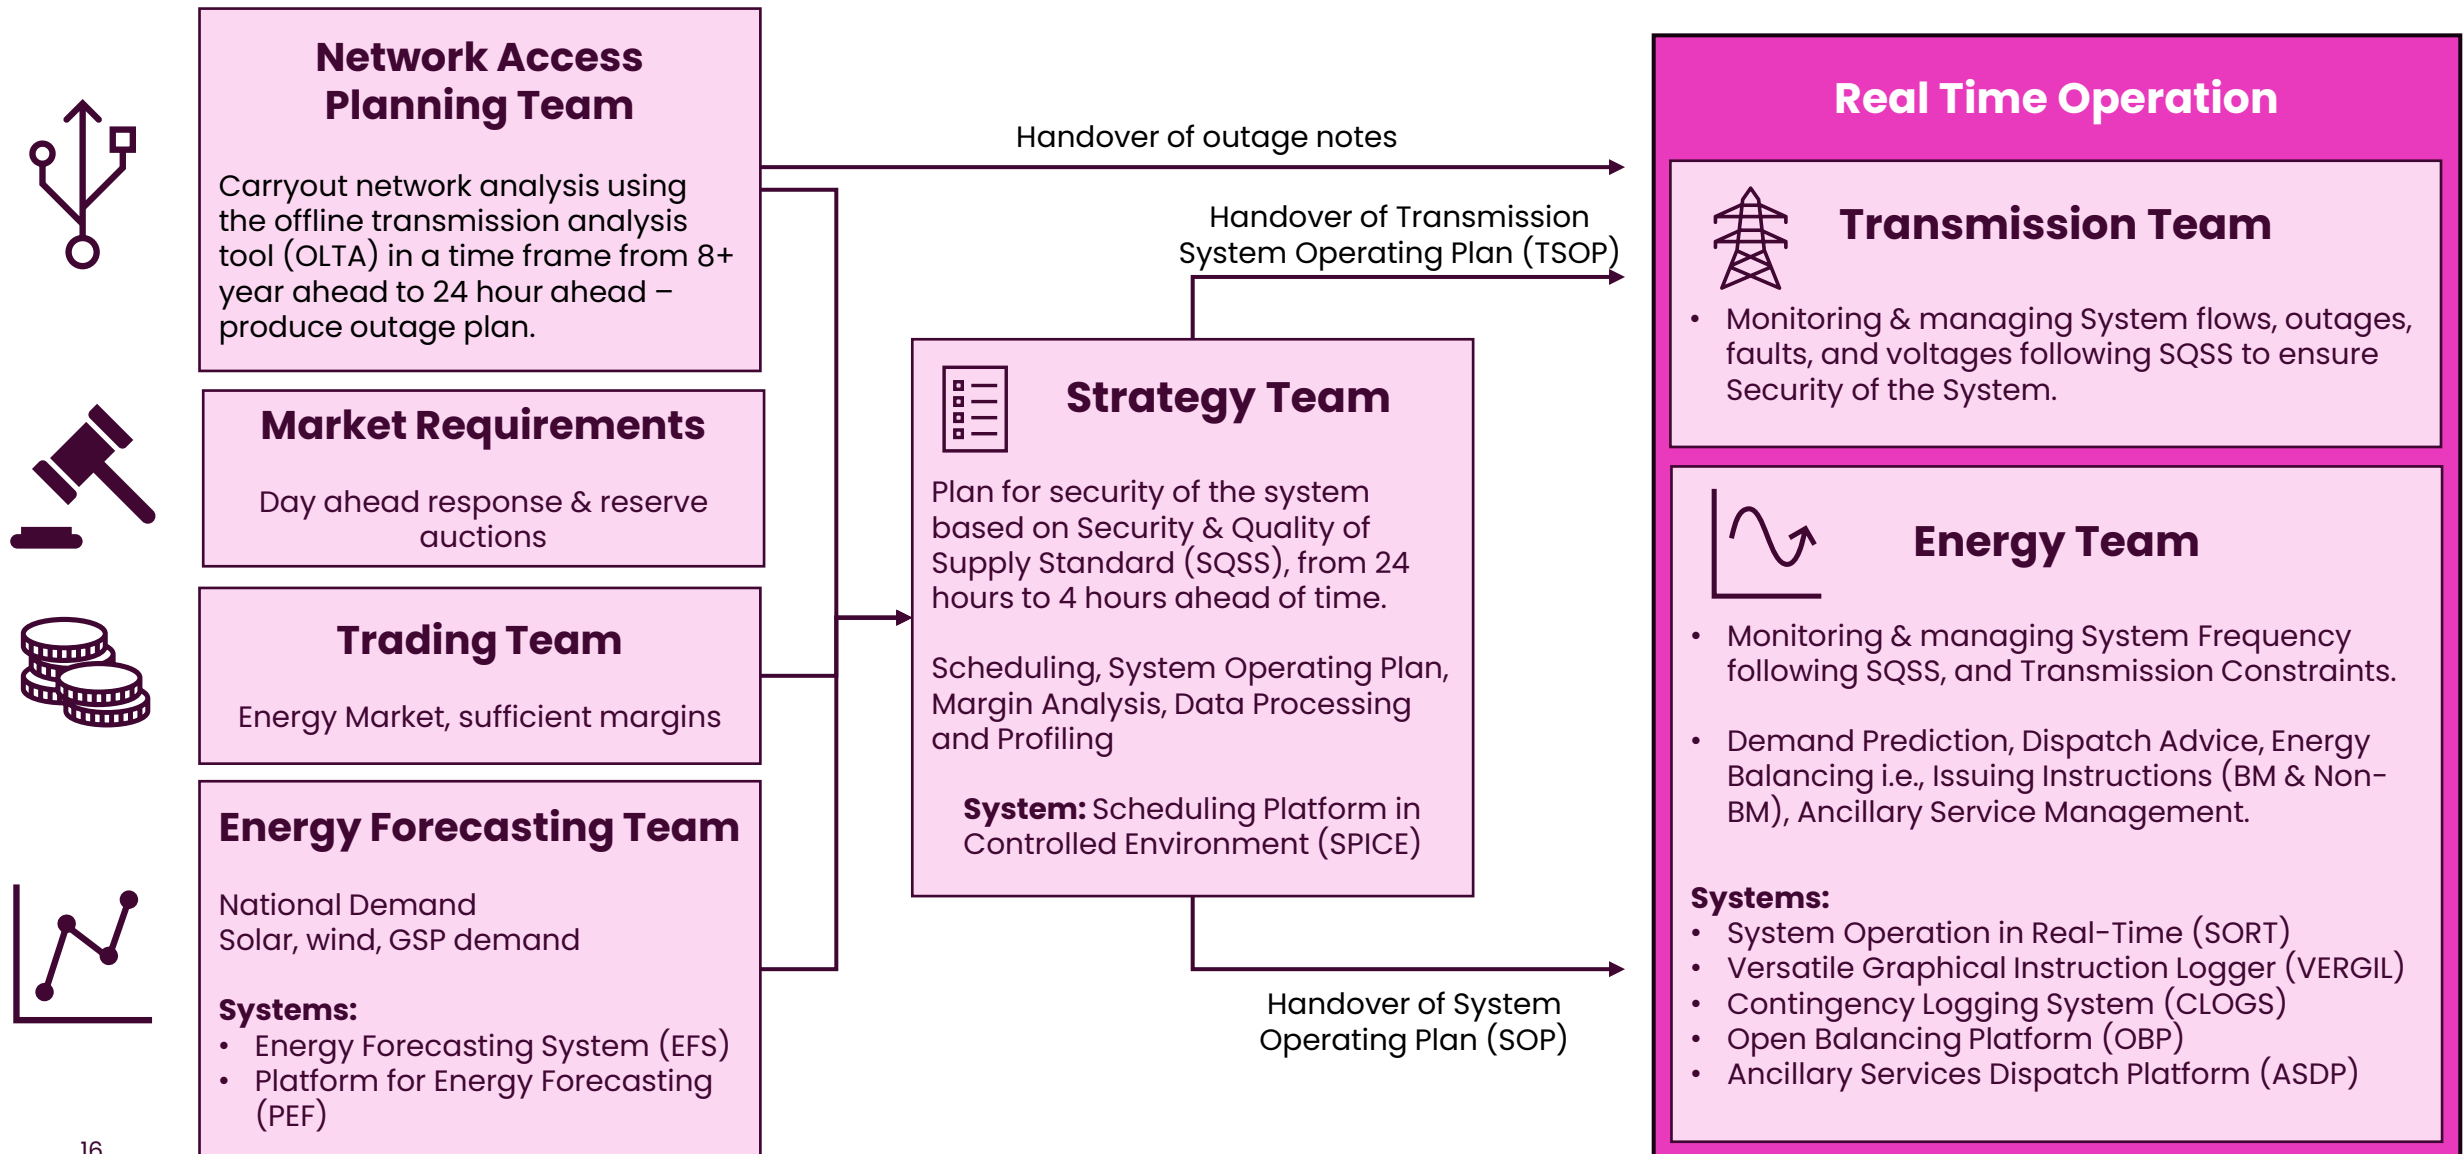 Network Access
Planning Team
Carryout network analysis using
the offline transmission analysis
tool (OLTA) in a time frame from 8+
year ahead to 24 hour ahead –
produce outage plan.
Market Requirements
Day ahead response & reserve
auctions
Trading Team
Energy Market, sufficient margins
Energy Forecasting Team
National Demand
Solar, wind, GSP demand
Systems:
• Energy Forecasting System (EFS)
• Platform for Energy Forecasting
(PEF)
16
Handover of outage notes
Handover of Transmission
System Operating Plan (TSOP)
Strategy Team
Plan for security of the system
based on Security & Quality of
Supply Standard (SQSS), from 24
hours to 4 hours ahead of time.
Scheduling, System Operating Plan,
Margin Analysis, Data Processing
and Profiling
System: Scheduling Platform in
Controlled Environment (SPICE)
Handover of System
Operating Plan (SOP)
Real Time Operation
Transmission Team
• Monitoring & managing System flows, outages,
faults, and voltages following SQSS to ensure
Security of the System.
Energy Team
• Monitoring & managing System Frequency
following SQSS, and Transmission Constraints.
• Demand Prediction, Dispatch Advice, Energy
Balancing i.e., Issuing Instructions (BM & Non-
BM), Ancillary Service Management.
Systems:
• System Operation in Real-Time (SORT)
• Versatile Graphical Instruction Logger (VERGIL)
• Contingency Logging System (CLOGS)
• Open Balancing Platform (OBP)
• Ancillary Services Dispatch Platform (ASDP)